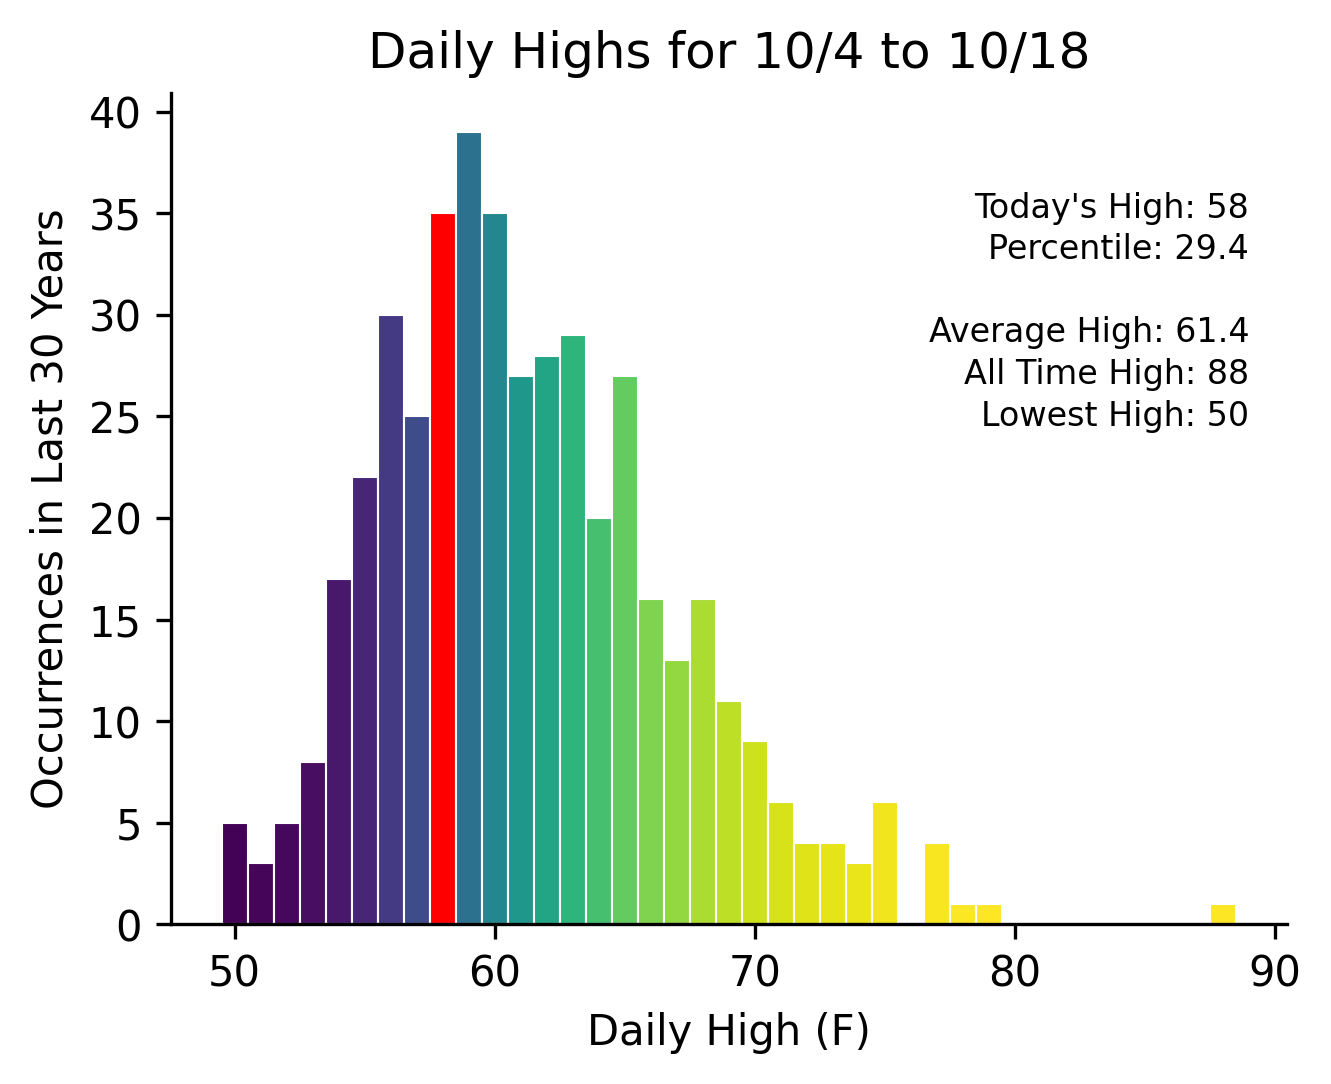 Daily Highs for 10/4 to 10/18
40
35
30
25
20
15
10
5
0
Occurrences in Last 30 Years
Today's High: 58
Percentile: 29.4
Average High: 61.4
All Time High: 88
Lowest High: 50
50 60 70 80 90
Daily High (F)